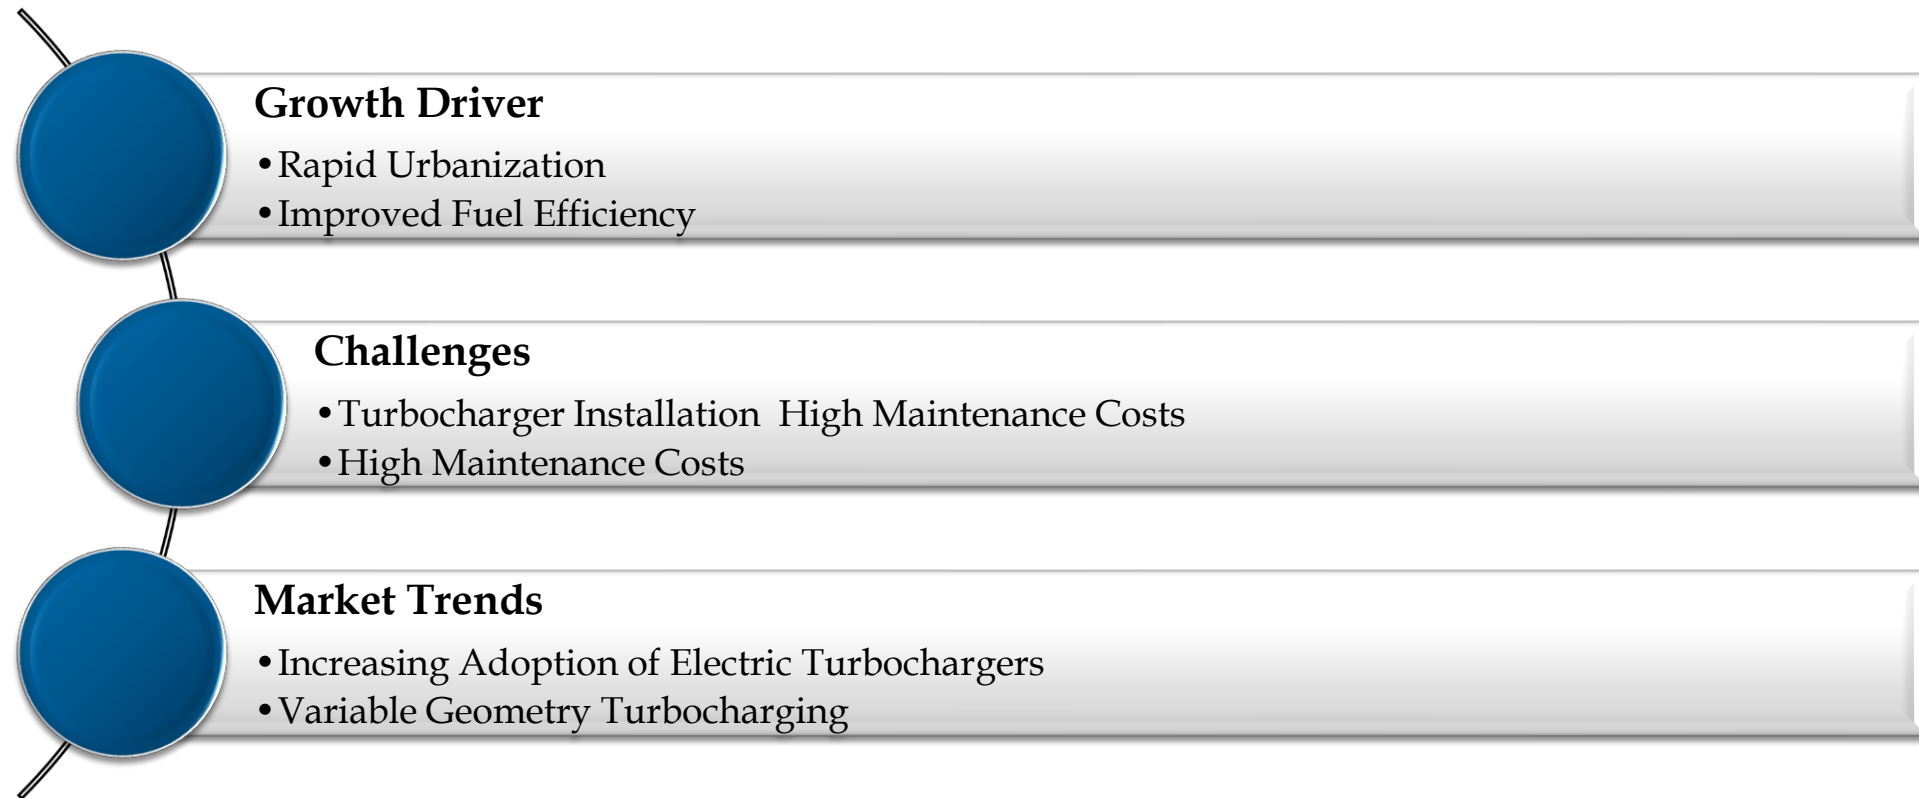 Growth Driver
•Rapid Urbanization
•Improved Fuel Efficiency
Challenges
•Turbocharger Installation  High Maintenance Costs
•High Maintenance Costs
Market Trends
•Increasing Adoption of Electric Turbochargers
•Variable Geometry Turbocharging